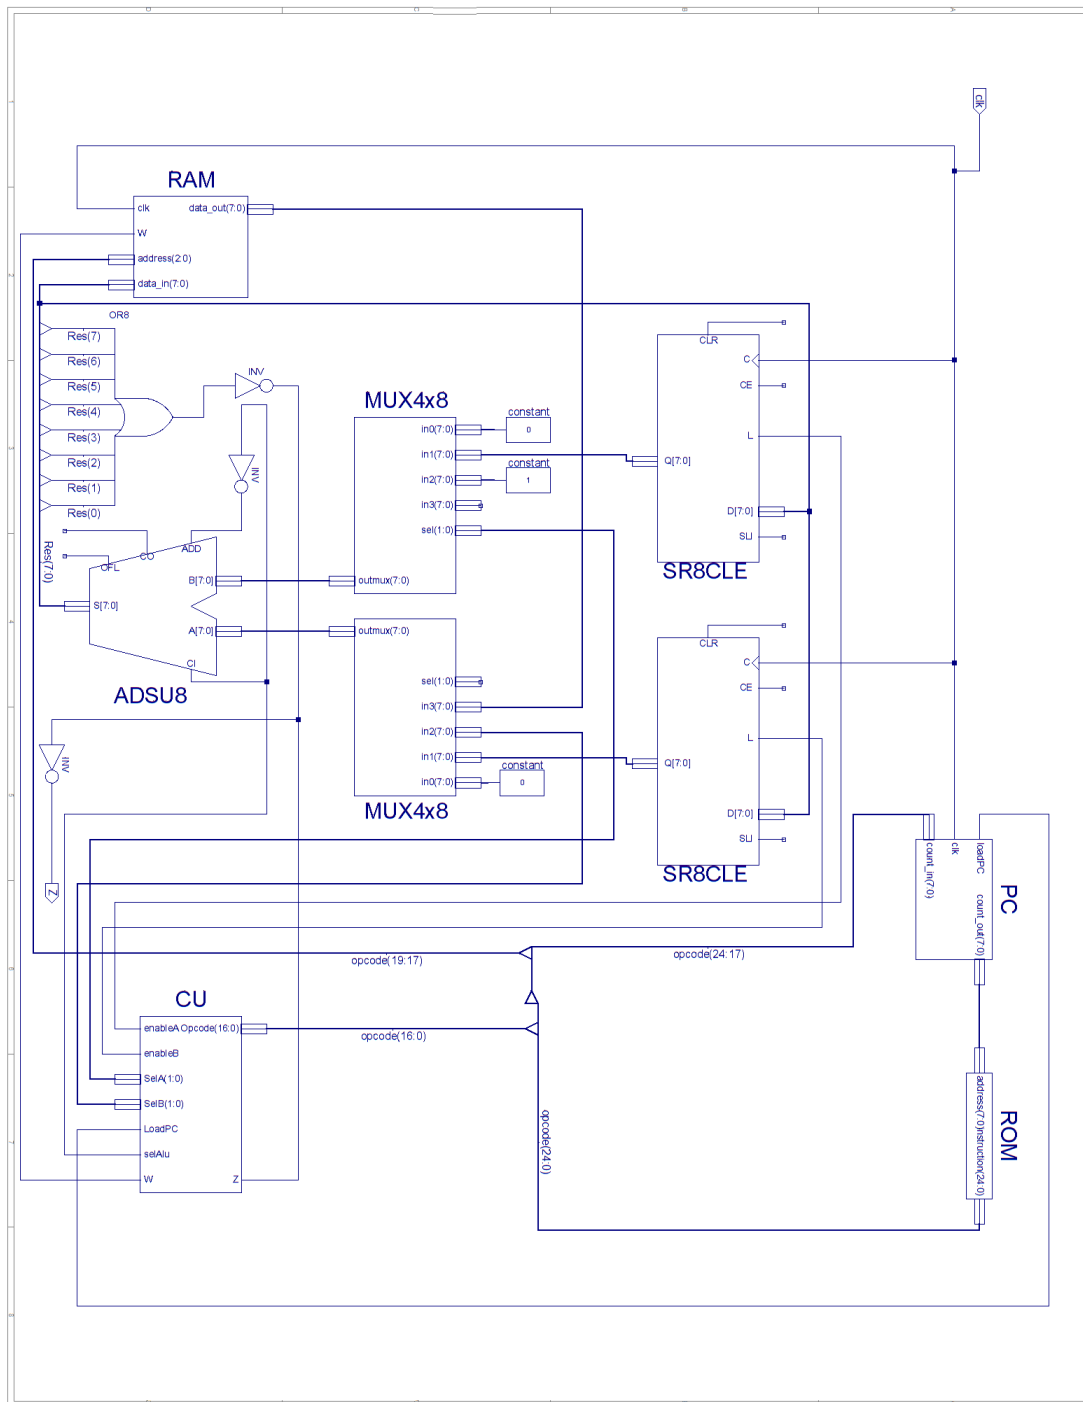 clk
RAM
clk
data_out(7:0)
W
address(2:0)
data_in(7:0)
OR8
Res(7)
Res(6)
Res(5)
Res(4)
Res(3)
Res(2)
Res(1)
Res(0)
INV
INV
Res(7:0)
CO
ADD
OFL
S[7:0]
B[7:0]
A[7:0]
CI
ADSU8
INV
Z
MUX4x8
in0(7:0)
in1(7:0)
in2(7:0)
in3(7:0)
sel(1:0)
outmux(7:0)
constant
0
constant
1
outmux(7:0)
sel(1:0)
in3(7:0)
in2(7:0)
in1(7:0)
in0(7:0)
MUX4x8
constant
0
CLR
C
CE
L
Q[7:0]
D[7:0]
SLI
SR8CLE
CLR
C
CE
L
Q[7:0]
D[7:0]
SLI
SR8CLE
count_in(7:0)
clk
loadPC
count_out(7:0)
PC
opcode(19:17)
opcode(24:17)
CU
enableA Opcode(16:0)
enableB
SelA(1:0)
SelB(1:0)
LoadPC
selAlu
W
Z
opcode(16:0)
opcode(24:0)
address(7:0)instruction(24:0)
ROM